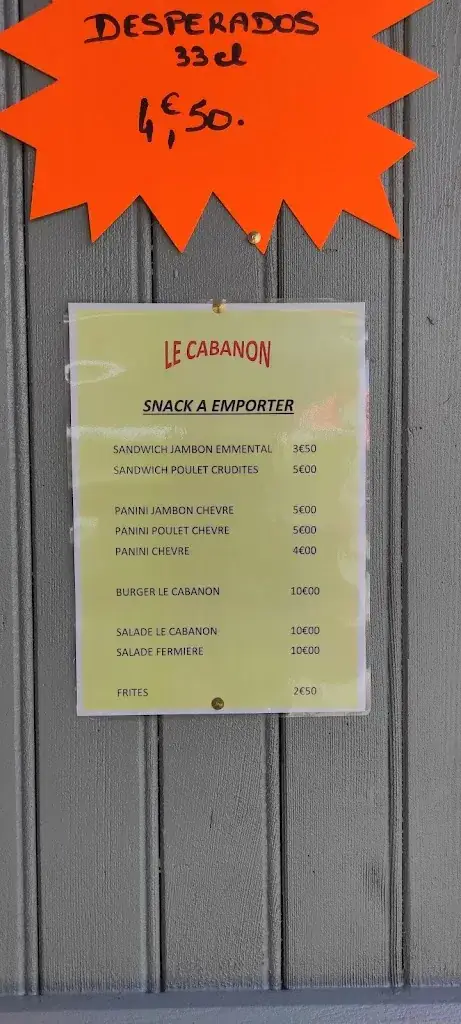 DESPERADOS
33cl
4,€50.
LE CABANON
SNACK A EMPORTER
SANDWICH JAMBON EMMENTAL 3€50
SANDWICH POULET CRUDITES 5€00
PANINI JAMBON CHEVRE 5€00
PANINI POULET CHEVRE 5€00
PANINI CHEVRE 4€00
BURGER LE CABANON 10€00
SALADE LE CABANON 10€00
SALADE FERMIERE 10€00
FRITES 2€50